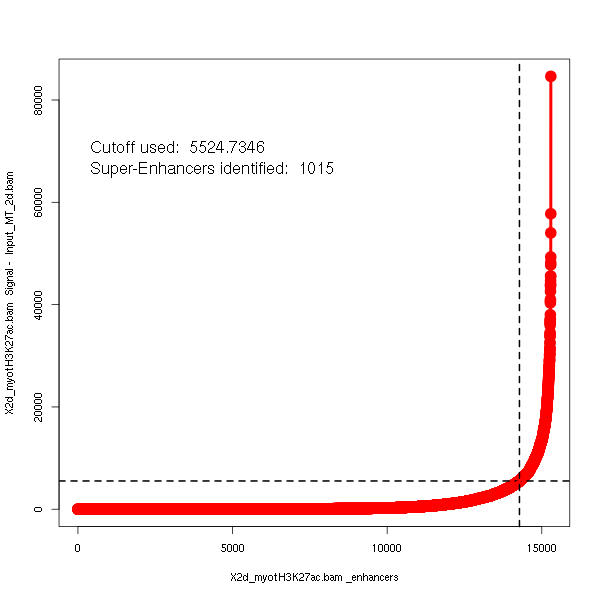 Cutoff used:  5524.7346
Super-Enhancers identified:  1015
X2d_myotH3K27ac.bam  Signal -  Input_MT_2d.bam
80000
60000
40000
20000
0
0 5000 10000 15000
X2d_myotH3K27ac.bam _enhancers